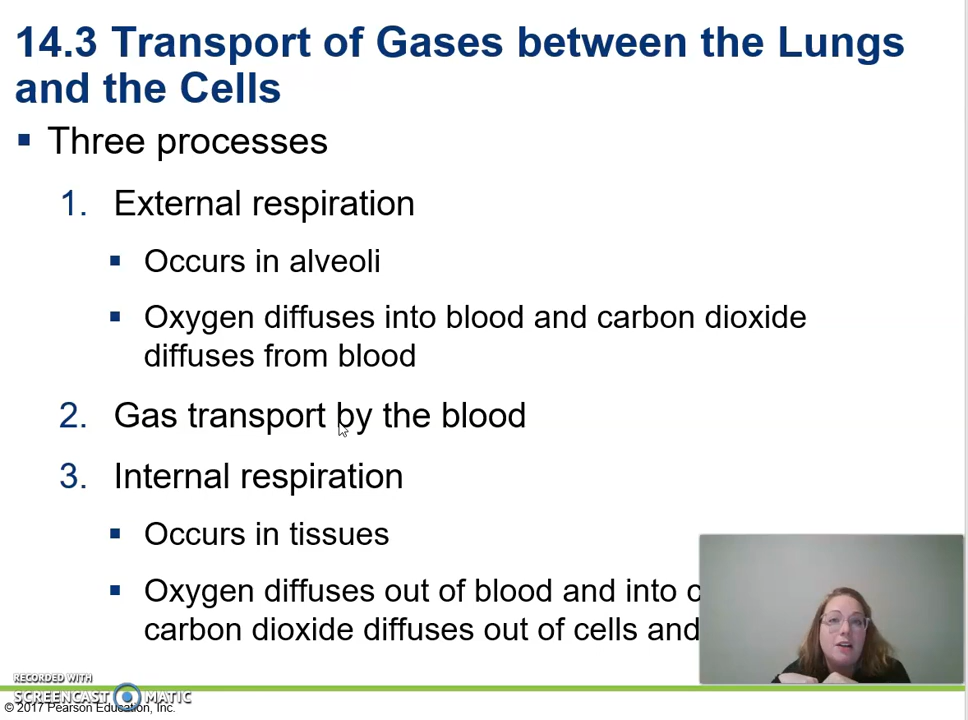 14.3 Transport of Gases between the Lungs
and the Cells
Three processes
1. External respiration
Occurs in alveoli
Oxygen diffuses into blood and carbon dioxide
diffuses from blood
2. Gas transport by the blood
3. Internal respiration
Occurs in tissues
Oxygen diffuses out of blood and into
carbon dioxide diffuses out of cells and
RECORDED WITH
SCREENCAST MATIC
© 2017 Pearson Education, Inc.